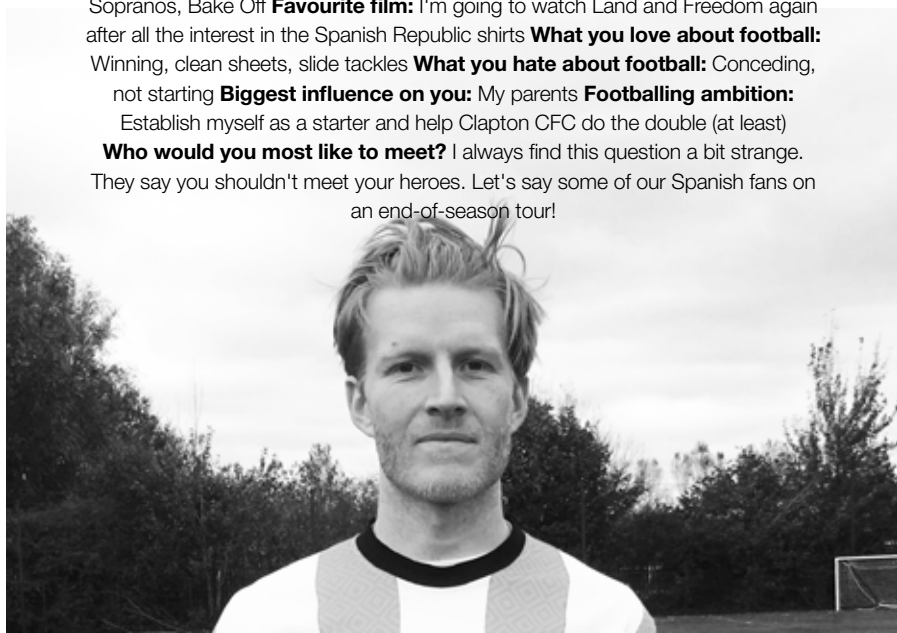 Sopranos, Bake Off Favourite film: I'm going to watch Land and Freedom again
after all the interest in the Spanish Republic shirts What you love about football:
Winning, clean sheets, slide tackles What you hate about football: Conceding,
not starting Biggest influence on you: My parents Footballing ambition:
Establish myself as a starter and help Clapton CFC do the double (at least)
Who would you most like to meet? I always find this question a bit strange.
They say you shouldn't meet your heroes. Let's say some of our Spanish fans on
an end-of-season tour!